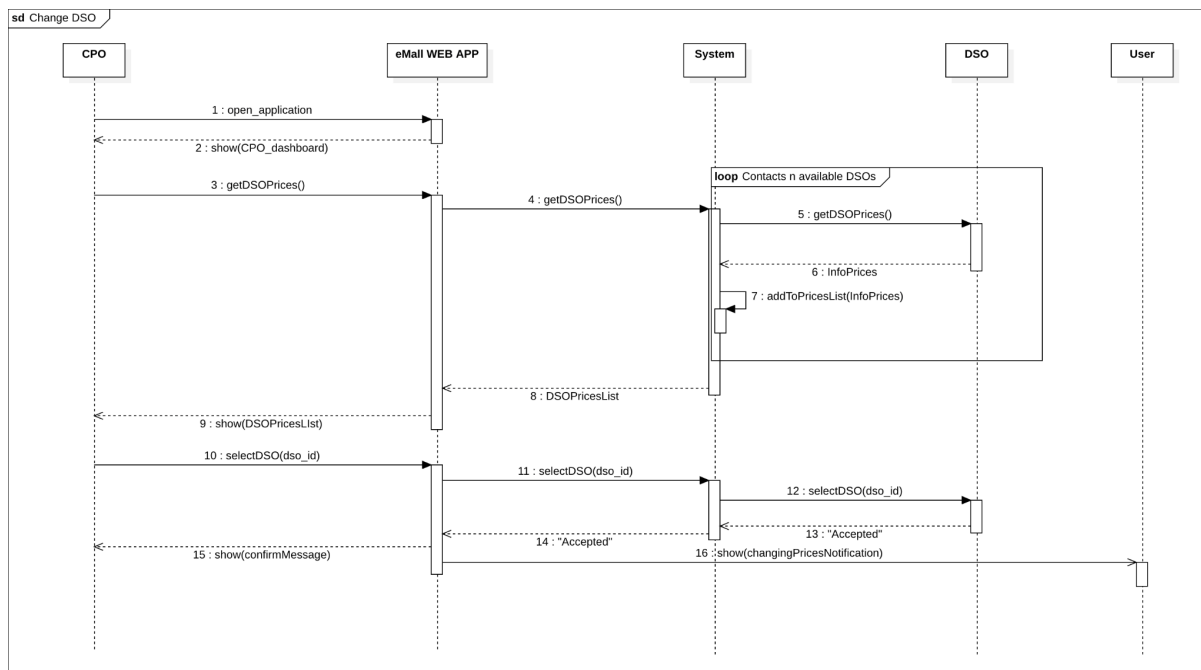 sd Change DSO
CPO
eMall WEB APP
System
DSO
User
1 : open_application
2 : show(CPO_dashboard)
loop Contacts n available DSOs
3 : getDSOPrices()
4 : getDSOPrices()
5 : getDSOPrices()
6 : InfoPrices
7 : addToPricesList(InfoPrices)
8 : DSOPricesList
9 : show(DSOPricesLIst)
10 : selectDSO(dso_id)
11 : selectDSO(dso_id)
12 : selectDSO(dso_id)
13 : "Accepted"
14 : "Accepted"
15 : show(confirmMessage)
16 : show(changingPricesNotification)